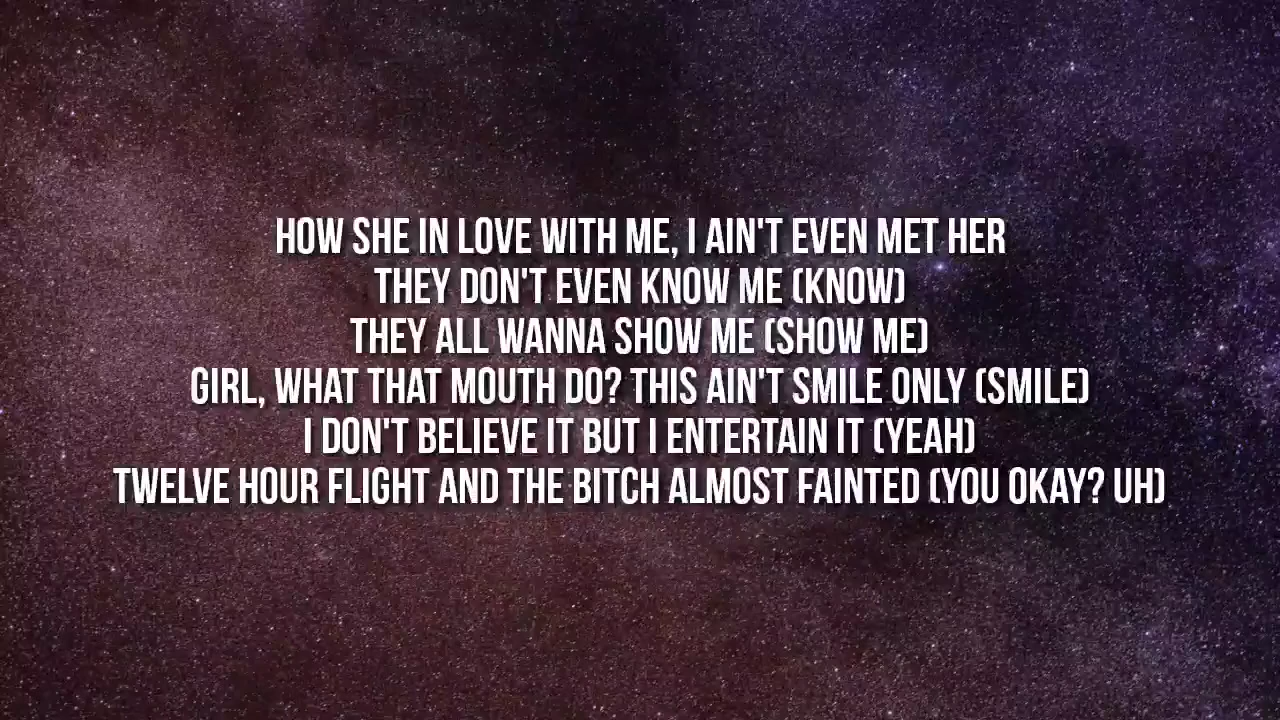 HOW SHE IN LOVE WITH ME, I AIN'T EVEN MET HER
THEY DON'T EVEN KNOW ME (KNOW)
THEY ALL WANNA SHOW ME (SHOW ME)
GIRL, WHAT THAT MOUTH DO? THIS AIN'T SMILE ONLY (SMILE)
I DON'T BELIEVE IT BUT I ENTERTAIN IT (YEAH)
TWELVE HOUR FLIGHT AND THE BITCH ALMOST FAINTED (YOU OKAY? UH)